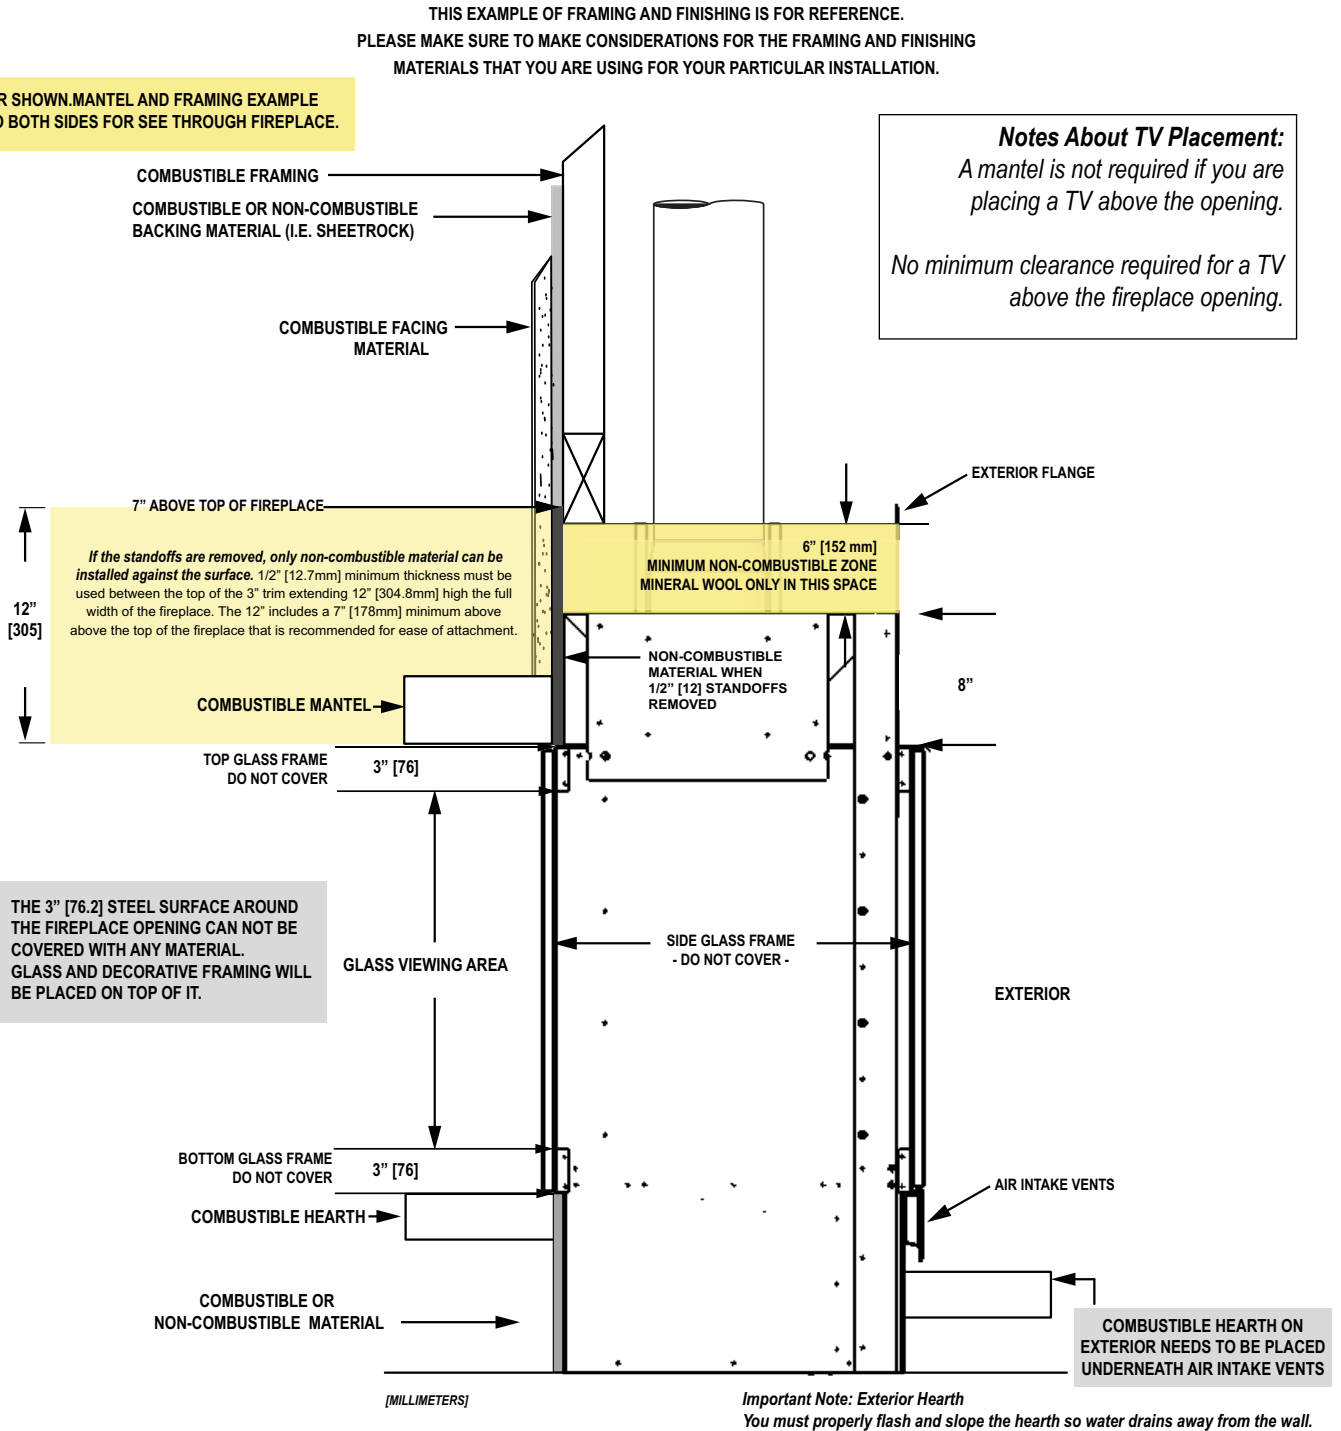 THIS EXAMPLE OF FRAMING AND FINISHING IS FOR REFERENCE.
PLEASE MAKE SURE TO MAKE CONSIDERATIONS FOR THE FRAMING AND FINISHING
MATERIALS THAT YOU ARE USING FOR YOUR PARTICULAR INSTALLATION.
R SHOWN.MANTEL AND FRAMING EXAMPLE
O BOTH SIDES FOR SEE THROUGH FIREPLACE.
Notes About TV Placement:
A mantel is not required if you are
placing a TV above the opening.
No minimum clearance required for a TV
above the fireplace opening.
COMBUSTIBLE FRAMING
COMBUSTIBLE OR NON-COMBUSTIBLE
BACKING MATERIAL (I.E. SHEETROCK)
COMBUSTIBLE FACING
MATERIAL
EXTERIOR FLANGE
7” ABOVE TOP OF FIREPLACE
If the standoffs are removed, only non-combustible material can be
installed against the surface. 1/2” [12.7mm] minimum thickness must be
used between the top of the 3” trim extending 12” [304.8mm] high the full
width of the fireplace. The 12” includes a 7” [178mm] minimum above
above the top of the fireplace that is recommended for ease of attachment.
12”
[305]
6” [152 mm]
MINIMUM NON-COMBUSTIBLE ZONE
MINERAL WOOL ONLY IN THIS SPACE
NON-COMBUSTIBLE
MATERIAL WHEN
1/2” [12] STANDOFFS
REMOVED
8”
COMBUSTIBLE MANTEL
TOP GLASS FRAME
DO NOT COVER
3” [76]
THE 3” [76.2] STEEL SURFACE AROUND
THE FIREPLACE OPENING CAN NOT BE
COVERED WITH ANY MATERIAL.
GLASS AND DECORATIVE FRAMING WILL
BE PLACED ON TOP OF IT.
GLASS VIEWING AREA
SIDE GLASS FRAME
- DO NOT COVER -
EXTERIOR
BOTTOM GLASS FRAME
DO NOT COVER
3” [76]
AIR INTAKE VENTS
COMBUSTIBLE HEARTH
COMBUSTIBLE OR
NON-COMBUSTIBLE MATERIAL
COMBUSTIBLE HEARTH ON
EXTERIOR NEEDS TO BE PLACED
UNDERNEATH AIR INTAKE VENTS
[MILLIMETERS]
Important Note: Exterior Hearth
You must properly flash and slope the hearth so water drains away from the wall.